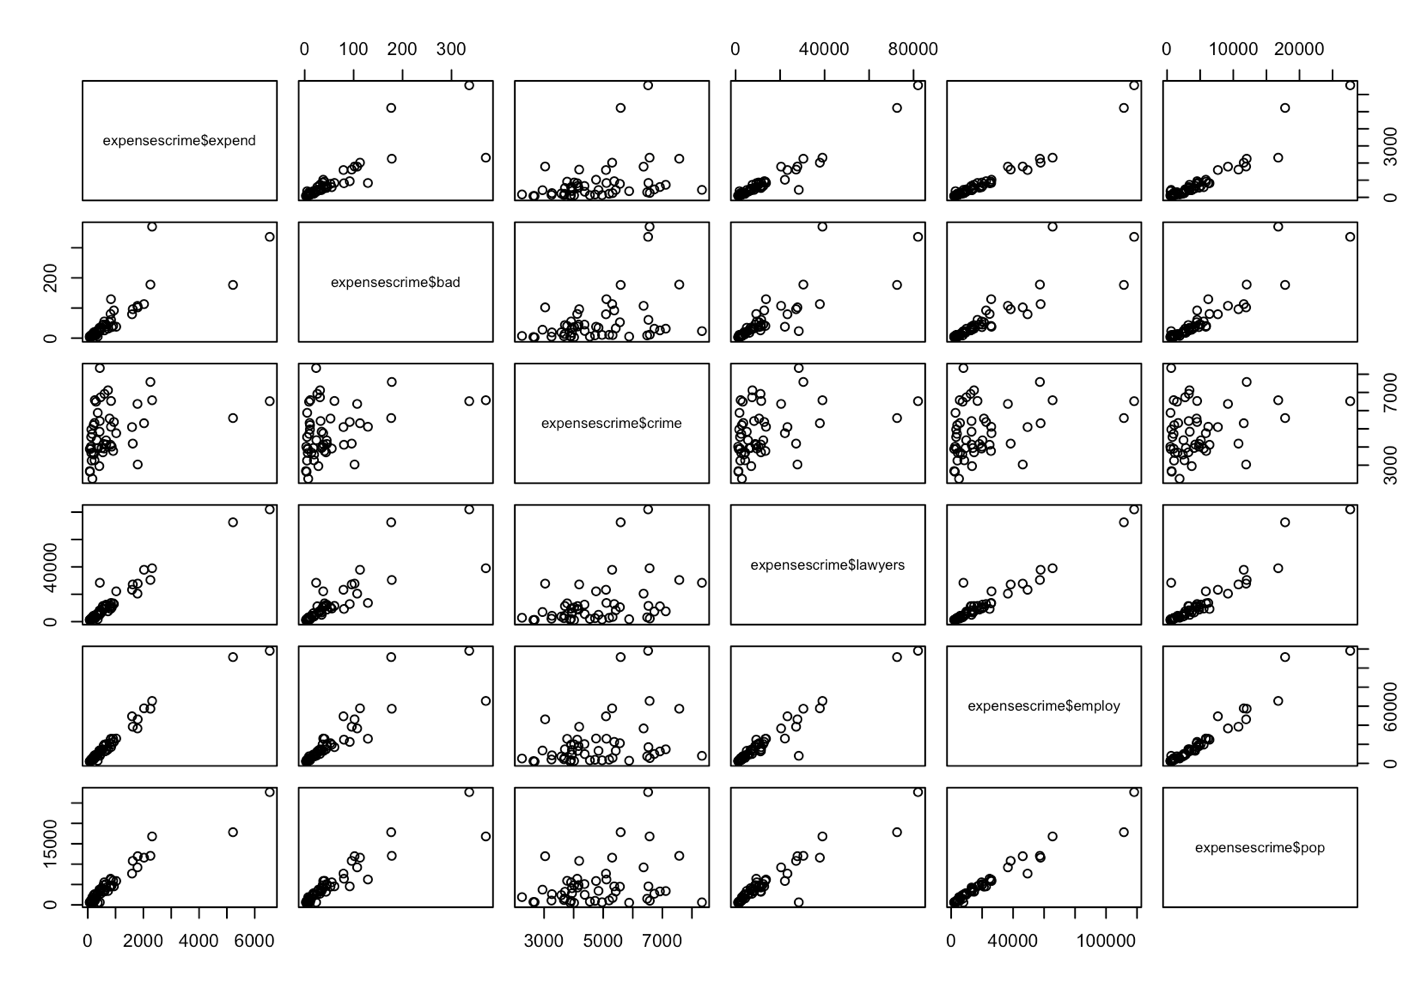 0 100 200 300 0 40000 80000 0 10000 20000
expensescrime$expend
0 3000
0 200
expensescrime$bad
expensescrime$crime
3000 7000
0 40000
expensescrime$lawyers
expensescrime$employ
0 60000
0 15000
expensescrime$pop
0 2000 4000 6000 3000 5000 7000 0 40000 100000